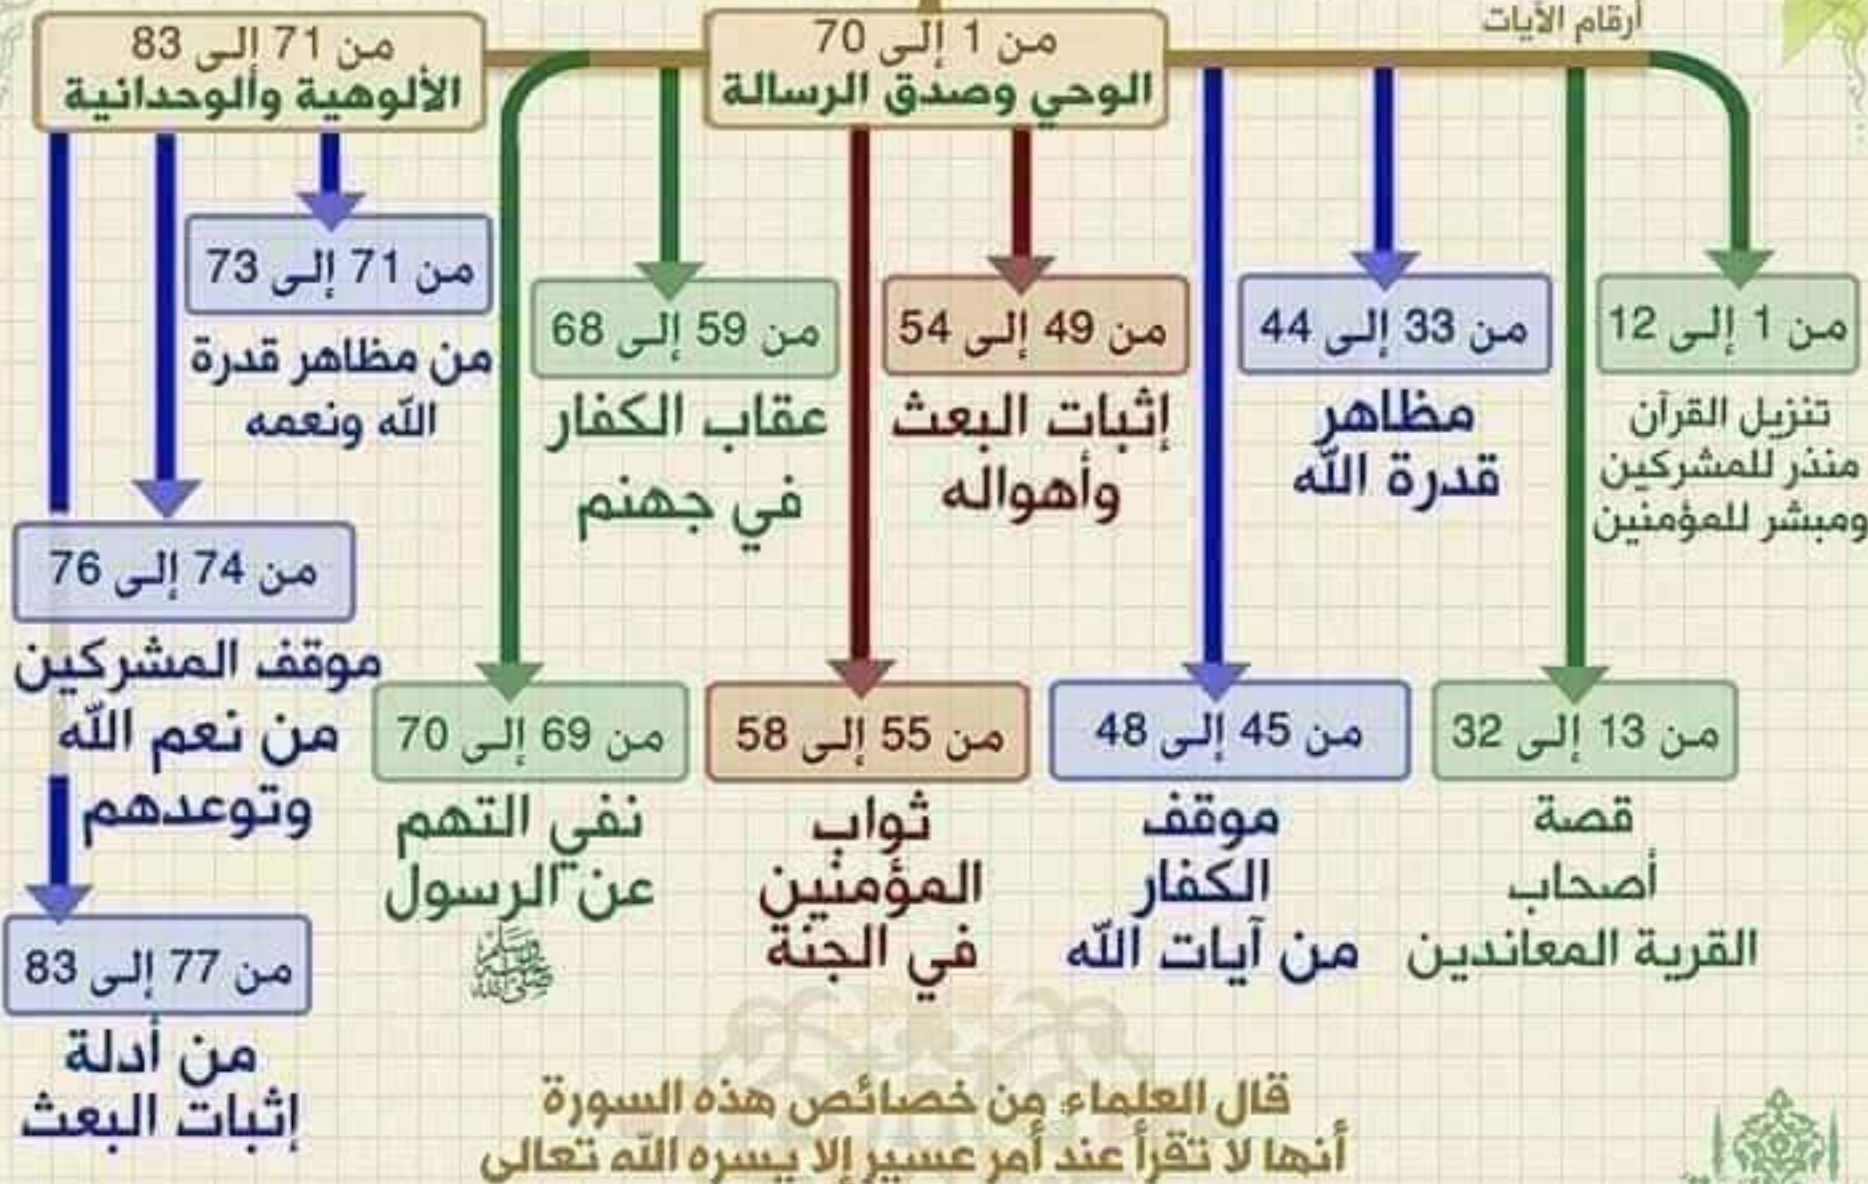 أرقام الآيات
من 1 إلى 70
الوحي وصدق الرسالة
من 71 إلى 83
الألوهية والوحدانية
من 1 إلى 12
تنزيل القرآن
منذر للمشركين
ومبشر للمؤمنين
من 13 إلى 32
قصة
أصحاب
القرية المعاندين
من 33 إلى 44
مظاهر
قدرة الله
من 45 إلى 48
موقف
الكفار
من آيات الله
من 49 إلى 54
إثبات البعث
وأهواله
من 55 إلى 58
ثواب
المؤمنين
في الجنة
من 59 إلى 68
عقاب الكفار
في جهنم
من 69 إلى 70
نفي التهم
عن الرسول
ﷺ
من 71 إلى 73
من مظاهر قدرة
الله ونعمه
من 74 إلى 76
موقف المشركين
من نعم الله
وتوعدهم
من 77 إلى 83
من أدلة
إثبات البعث
قال العلماء من خصائص هذه السورة
أنها لا تقرأ عند أمر عسير إلا يسره الله تعالى